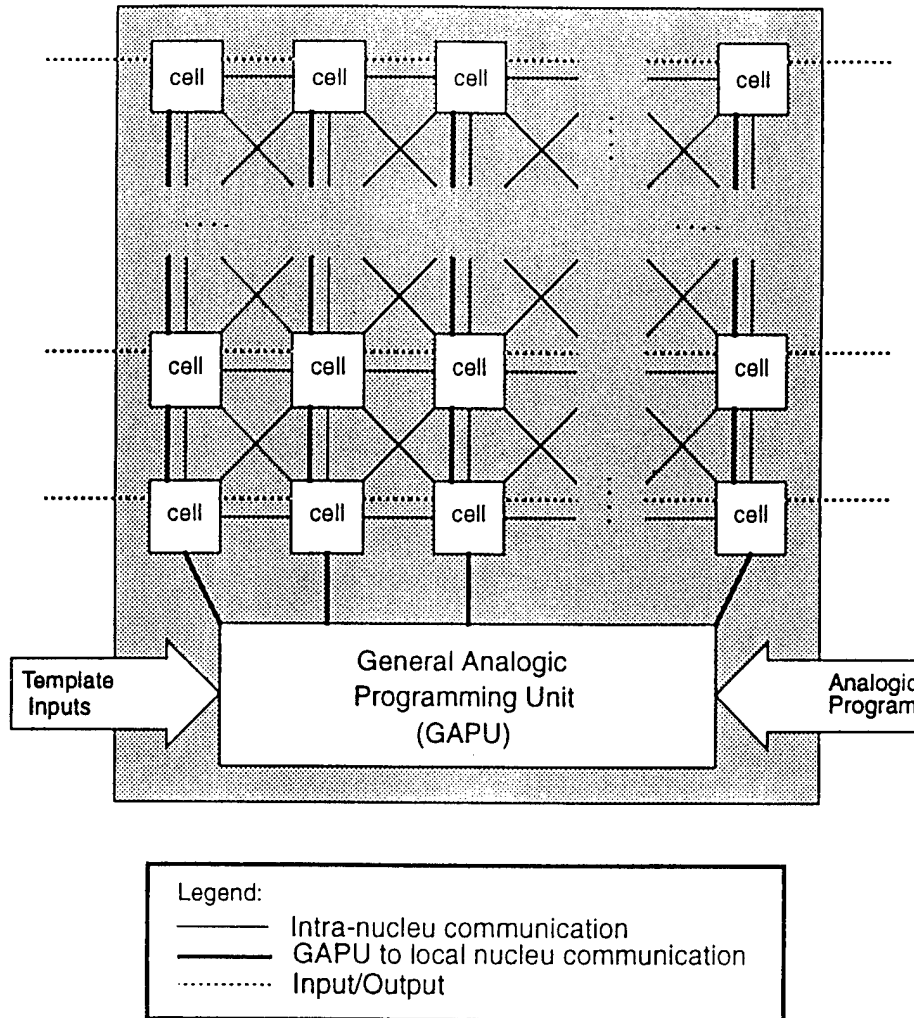 cell cell cell cell
cell cell cell cell
cell cell cell cell
Template
Inputs
General Analogic
Programming Unit
(GAPU)
Analogic
Program
Legend:
Intra-nucleu communication
GAPU to local nucleu communication
Input/Output